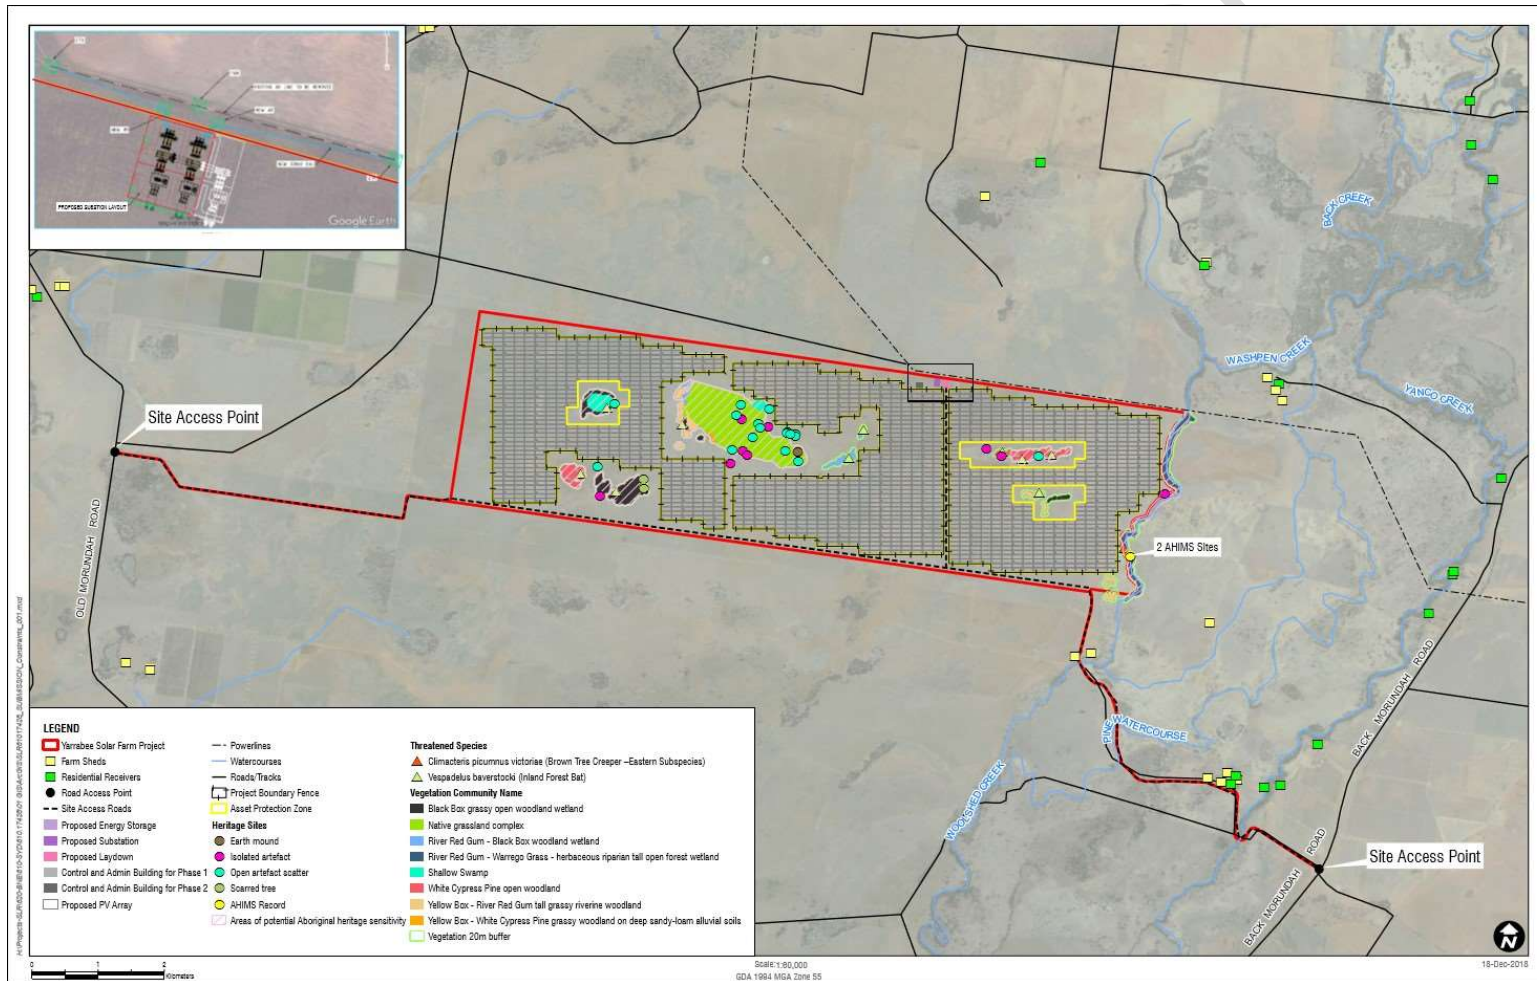 PROPOSED SUBSTION LAYOUT
Google Earth
BACK CREEK
WASHPEN CREEK
YANCO CREEK
Site Access Point
OLD MORUNDAH ROAD
2 AHIMS Sites
PINE WATERCOURSE
WOOLSHED CREEK
BACK MORUNDAH ROAD
BACK MORUNDAH ROAD
Site Access Point
LEGEND
Yarrabee Solar Farm Project
Farm Sheds
Residential Receivers
Road Access Point
Site Access Roads
Proposed Energy Storage
Proposed Substation
Proposed Laydown
Control and Admin Building for Phase 1
Control and Admin Building for Phase 2
Proposed PV Array
Powerlines
Watercourses
Roads/Tracks
Project Boundary Fence
Asset Protection Zone
Heritage Sites
Earth mound
Isolated artefact
Open artefact scatter
Scarred tree
AHIMS Record
Areas of potential Aboriginal heritage sensitivity
Threatened Species
Climacteris picumnus victoriae (Brown Tree Creeper –Eastern Subspecies)
Vespadelus baverstocki (Inland Forest Bat)
Vegetation Community Name
Black Box grassy open woodland wetland
Native grassland complex
River Red Gum - Black Box woodland wetland
River Red Gum - Warrego Grass - herbaceous riparian tall open forest wetland
Shallow Swamp
White Cypress Pine open woodland
Yellow Box - River Red Gum tall grassy riverine woodland
Yellow Box - White Cypress Pine grassy woodland on deep sandy-loam alluvial soils
Vegetation 20m buffer
N
0 1 2
Kilometers
Scale:1:60,000
GDA 1994 MGA Zone 55
18-Dec-2018